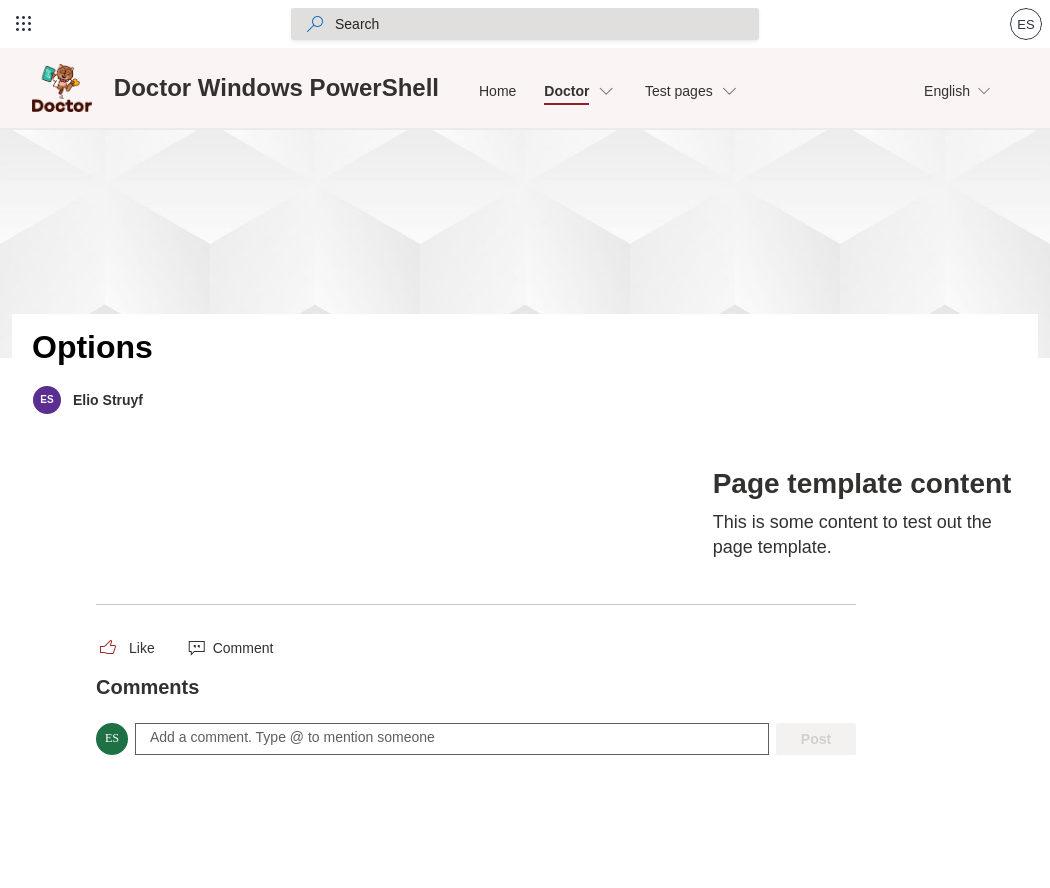 Search
ES
Doctor
Doctor Windows PowerShell
Home
Doctor
Test pages
English
Options
ES
Elio Struyf
Page template content
This is some content to test out the
page template.
Like
Comment
Comments
ES
Add a comment. Type @ to mention someone
Post